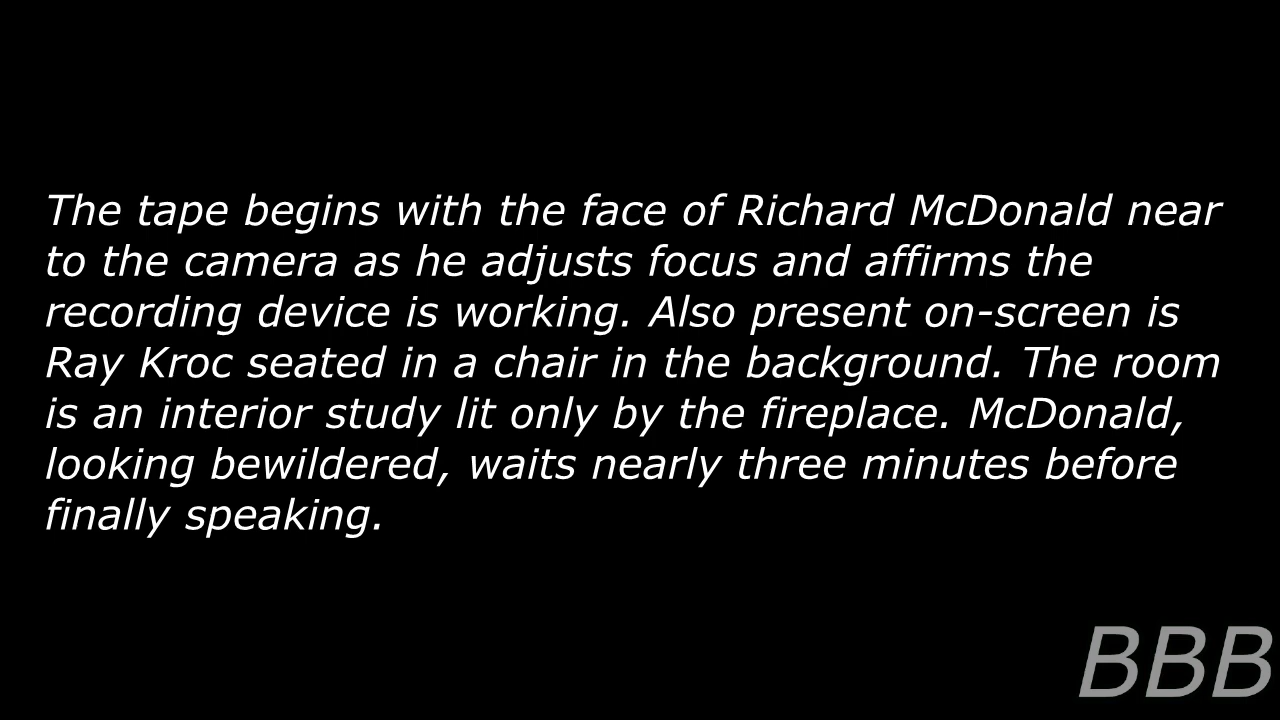 The tape begins with the face of Richard McDonald near
to the camera as he adjusts focus and affirms the
recording device is working. Also present on-screen is
Ray Kroc seated in a chair in the background. The room
is an interior study lit only by the fireplace. McDonald,
looking bewildered, waits nearly three minutes before
finally speaking.
BBB